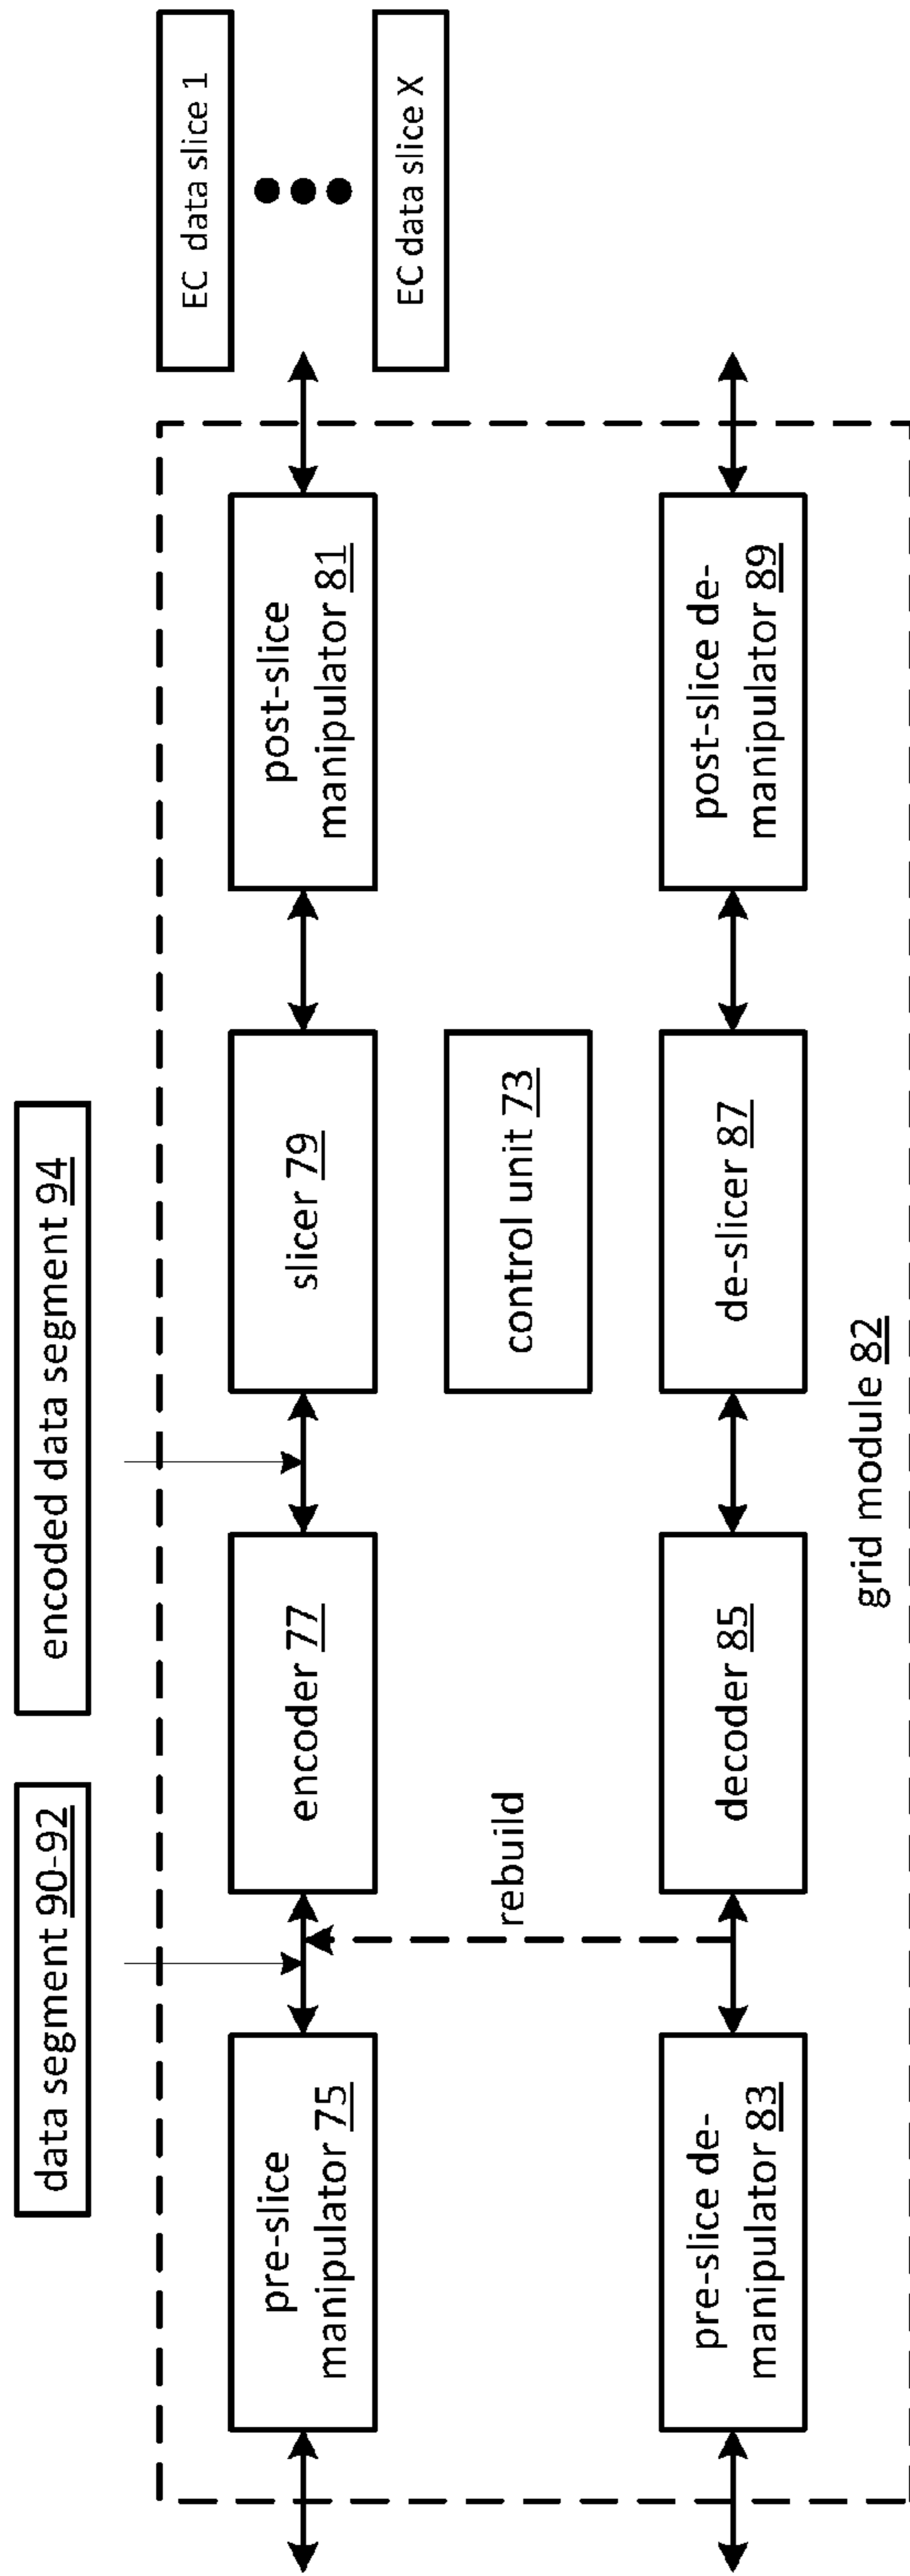 data segment 90-92
encoded data segment 94
EC data slice 1
EC data slice X
pre-slice
manipulator 75
encoder 77
slicer 79
post-slice
manipulator 81
rebuild
control unit 73
pre-slice de-
manipulator 83
decoder 85
de-slicer 87
post-slice de-
manipulator 89
grid module 82